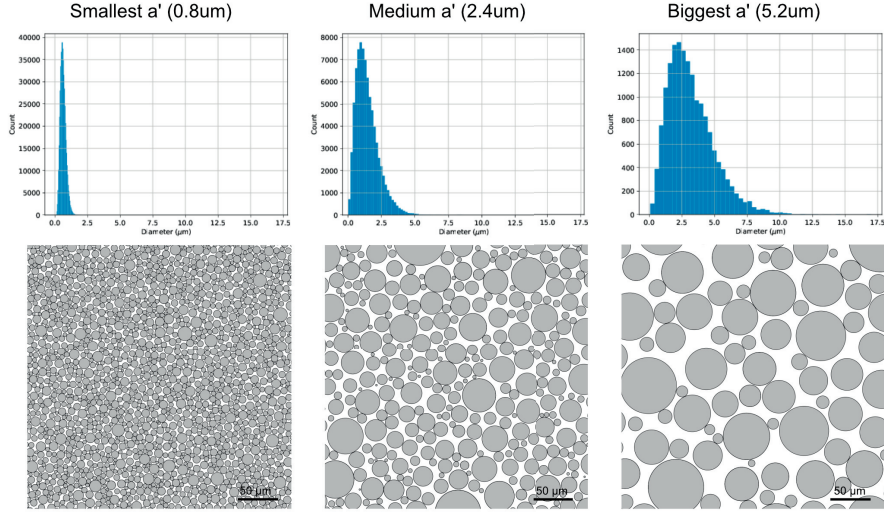 Smallest a' (0.8um)
Medium a' (2.4um)
Biggest a' (5.2um)
40000
35000
30000
25000
20000
15000
10000
5000
0
Count
0.0 2.5 5.0 7.5 10.0 12.5 15.0 17.5
Diameter (μm)
8000
7000
6000
5000
4000
3000
2000
1000
0
Count
0.0 2.5 5.0 7.5 10.0 12.5 15.0 17.5
Diameter (μm)
1400
1200
1000
800
600
400
200
0
Count
0.0 2.5 5.0 7.5 10.0 12.5 15.0 17.5
Diameter (μm)
50 μm
50 μm
50 μm